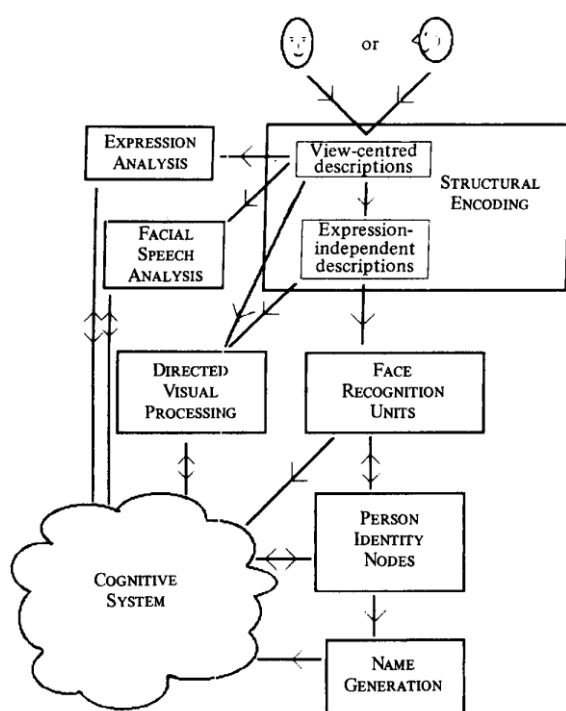 or
EXPRESSION
ANALYSIS
View-centred
descriptions
STRUCTURAL
ENCODING
FACIAL
SPEECH
ANALYSIS
Expression-
independent
descriptions
DIRECTED
VISUAL
PROCESSING
FACE
RECOGNITION
UNITS
COGNITIVE
SYSTEM
PERSON
IDENTITY
NODES
NAME
GENERATION